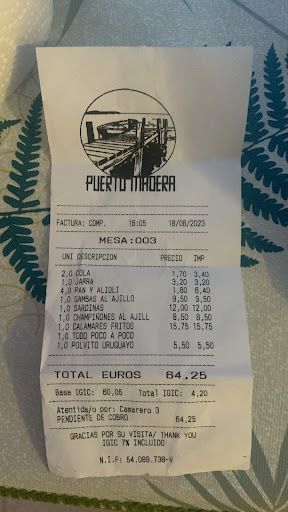 PUERTO MADERA
FACTURA: COMP. 16:05 18/06/2023
MESA:003
UNI DESCRIPCION PRECIO IMP
2,0 COLA 1,70 3,40
1,0 JARRA 3,20 3,20
4,0 PAN Y ALIOLI 1,60 6,40
1,0 GAMBAS AL AJILLO 9,50 9,50
1,0 SARDINAS 12,00 12,00
1,0 CHAMPIÑONES AL AJILL 8,50 8,50
1,0 CALAMARES FRITOS 15,75 15,75
1,0 TODO POCO A POCO
1,0 POLVITO URUGUAYO 5,50 5,50
TOTAL EUROS 64,25
Base IGIC: 60,05 Total IGIC: 4,20
Atentida/o por: Camarero 3
PENDIENTE DE COBRO 64,25
GRACIAS POR SU VISITA/ THANK YOU
IGIC 7% INCLUIDO
N.I.F: 54.089.738-V